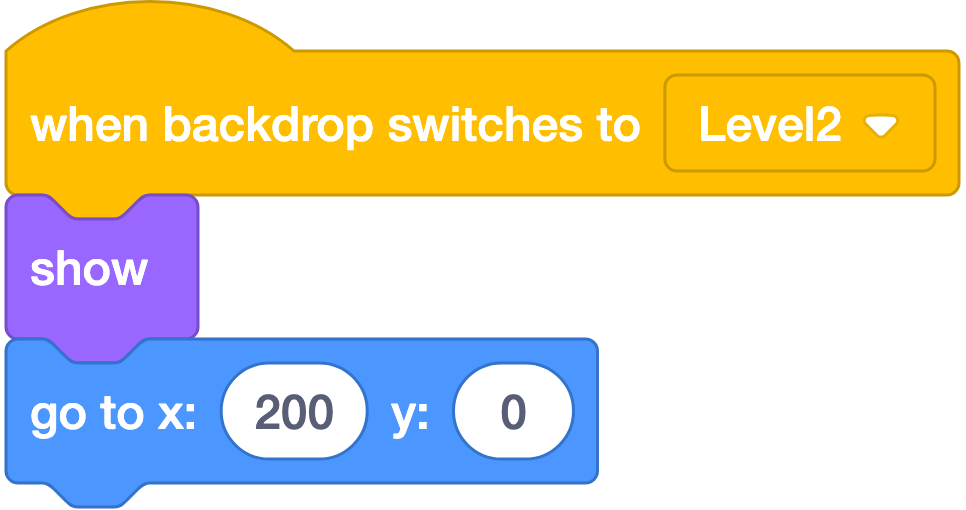 when backdrop switches to Level2
show
go to x: 200 y: 0